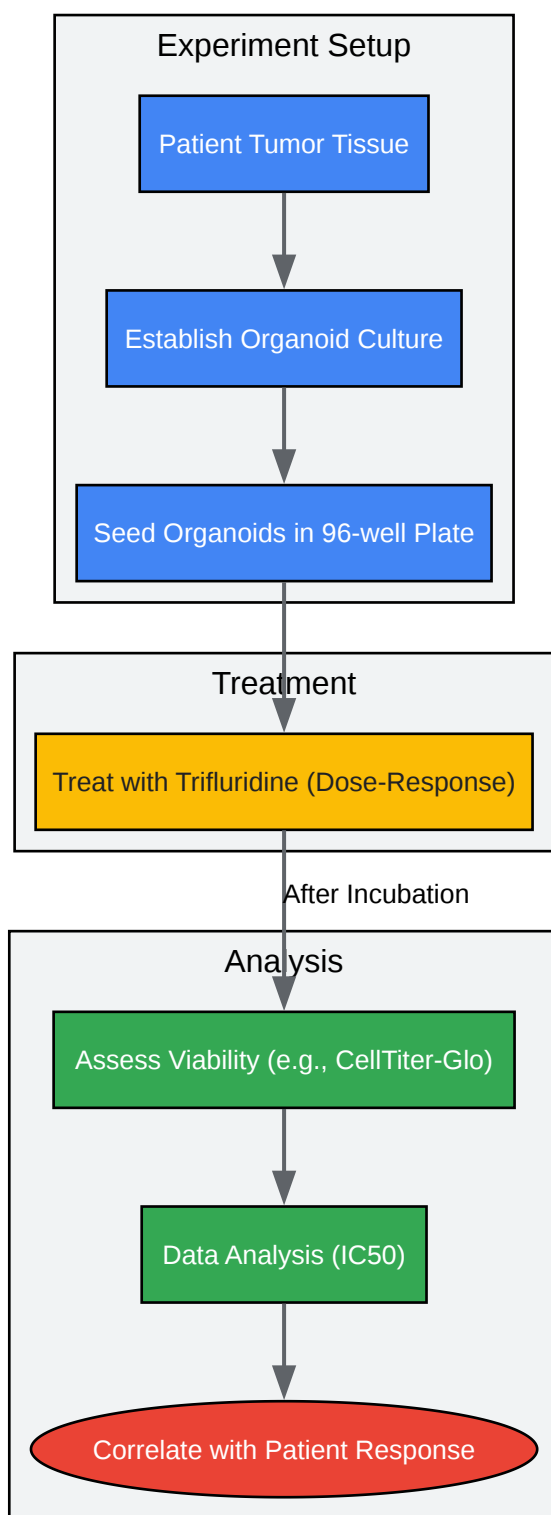 Experiment Setup
Patient Tumor Tissue
Establish Organoid Culture
Seed Organoids in 96-well Plate
Treatment
Treat with Trifluridine (Dose-Response)
After Incubation
Analysis
Assess Viability (e.g., CellTiter-Glo)
Data Analysis (IC50)
Correlate with Patient Response